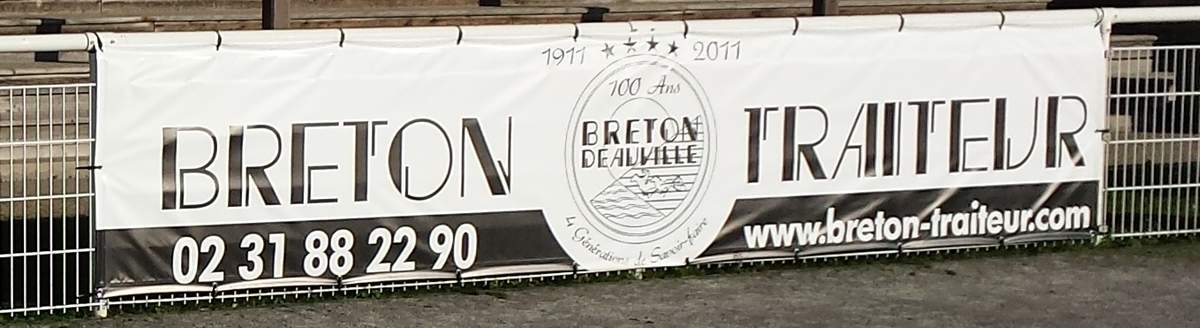 1911 2011
100 Ans
BRETON
DEAUVILLE
4 Générations de Savoir-faire
BRETON TRAITEUR
02 31 88 22 90
www.breton-traiteur.com